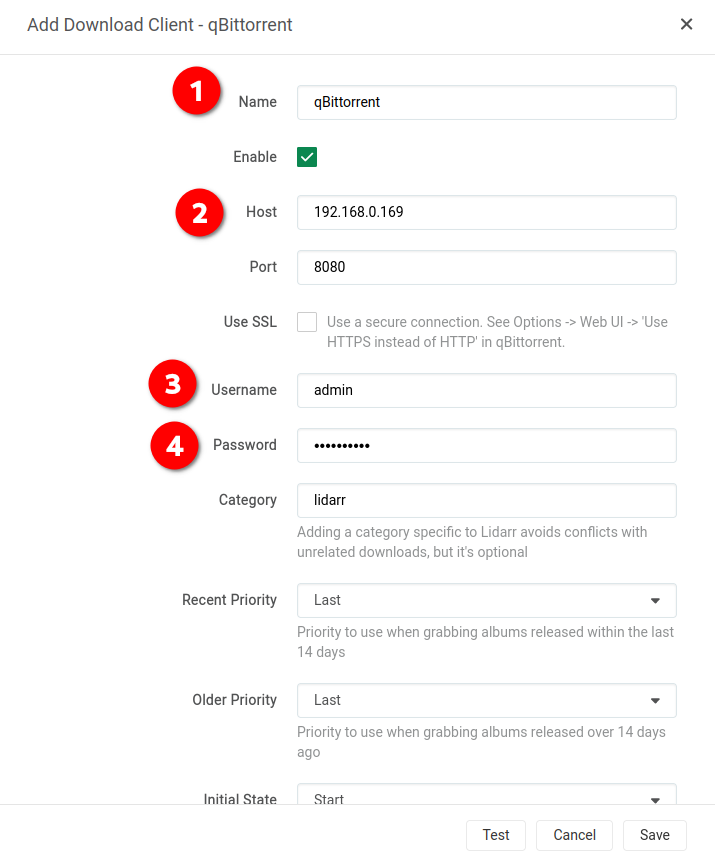 Add Download Client - qBittorrent
1
Name
qBittorrent
Enable
2
Host
192.168.0.169
Port
8080
Use SSL
Use a secure connection. See Options -> Web UI -> 'Use
HTTPS instead of HTTP' in qBittorrent.
3
Username
admin
4
Password
••••••••••
Category
lidarr
Adding a category specific to Lidarr avoids conflicts with
unrelated downloads, but it's optional
Recent Priority
Last
Priority to use when grabbing albums released within the last
14 days
Older Priority
Last
Priority to use when grabbing albums released over 14 days
ago
Initial State
Start
Test
Cancel
Save